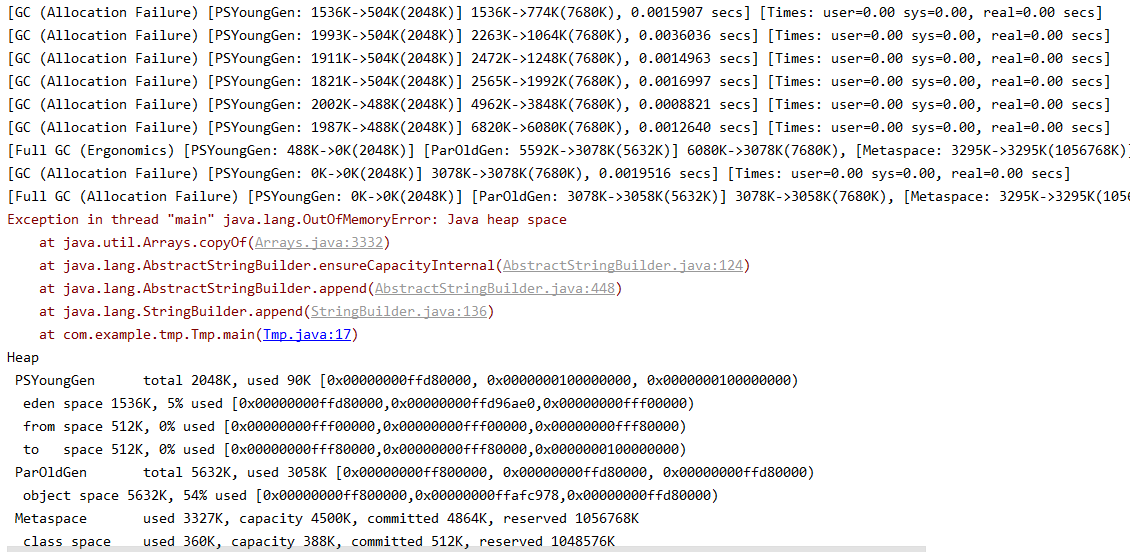 [GC (Allocation Failure) [PSYoungGen: 1536K->504K(2048K)] 1536K->774K(7680K), 0.0015907 secs] [Times: user=0.00 sys=0.00, real=0.00 secs]
[GC (Allocation Failure) [PSYoungGen: 1993K->504K(2048K)] 2263K->1064K(7680K), 0.0036036 secs] [Times: user=0.00 sys=0.00, real=0.00 secs]
[GC (Allocation Failure) [PSYoungGen: 1911K->504K(2048K)] 2472K->1248K(7680K), 0.0014963 secs] [Times: user=0.00 sys=0.00, real=0.00 secs]
[GC (Allocation Failure) [PSYoungGen: 1821K->504K(2048K)] 2565K->1992K(7680K), 0.0016997 secs] [Times: user=0.00 sys=0.00, real=0.00 secs]
[GC (Allocation Failure) [PSYoungGen: 2002K->488K(2048K)] 4962K->3848K(7680K), 0.0008821 secs] [Times: user=0.00 sys=0.00, real=0.00 secs]
[GC (Allocation Failure) [PSYoungGen: 1987K->488K(2048K)] 6820K->6080K(7680K), 0.0012640 secs] [Times: user=0.00 sys=0.00, real=0.00 secs]
[Full GC (Ergonomics) [PSYoungGen: 488K->0K(2048K)] [ParOldGen: 5592K->3078K(5632K)] 6080K->3078K(7680K), [Metaspace: 3295K->3295K(1056768K)]
[GC (Allocation Failure) [PSYoungGen: 0K->0K(2048K)] 3078K->3078K(7680K), 0.0019516 secs] [Times: user=0.00 sys=0.00, real=0.00 secs]
[Full GC (Allocation Failure) [PSYoungGen: 0K->0K(2048K)] [ParOldGen: 3078K->3058K(5632K)] 3078K->3058K(7680K), [Metaspace: 3295K->3295K(1056
Exception in thread "main" java.lang.OutOfMemoryError: Java heap space
at java.util.Arrays.copyOf(Arrays.java:3332)
at java.lang.AbstractStringBuilder.ensureCapacityInternal(AbstractStringBuilder.java:124)
at java.lang.AbstractStringBuilder.append(AbstractStringBuilder.java:448)
at java.lang.StringBuilder.append(StringBuilder.java:136)
at com.example.tmp.Tmp.main(Tmp.java:17)
Heap
PSYoungGen total 2048K, used 90K [0x00000000ffd80000, 0x0000000100000000, 0x0000000100000000)
eden space 1536K, 5% used [0x00000000ffd80000,0x00000000ffd96ae0,0x00000000fff00000)
from space 512K, 0% used [0x00000000fff00000,0x00000000fff00000,0x00000000fff80000)
to space 512K, 0% used [0x00000000fff80000,0x00000000fff80000,0x0000000100000000)
ParOldGen total 5632K, used 3058K [0x00000000ff800000, 0x00000000ffd80000, 0x00000000ffd80000)
object space 5632K, 54% used [0x00000000ff800000,0x00000000ffafc978,0x00000000ffd80000)
Metaspace used 3327K, capacity 4500K, committed 4864K, reserved 1056768K
class space used 360K, capacity 388K, committed 512K, reserved 1048576K